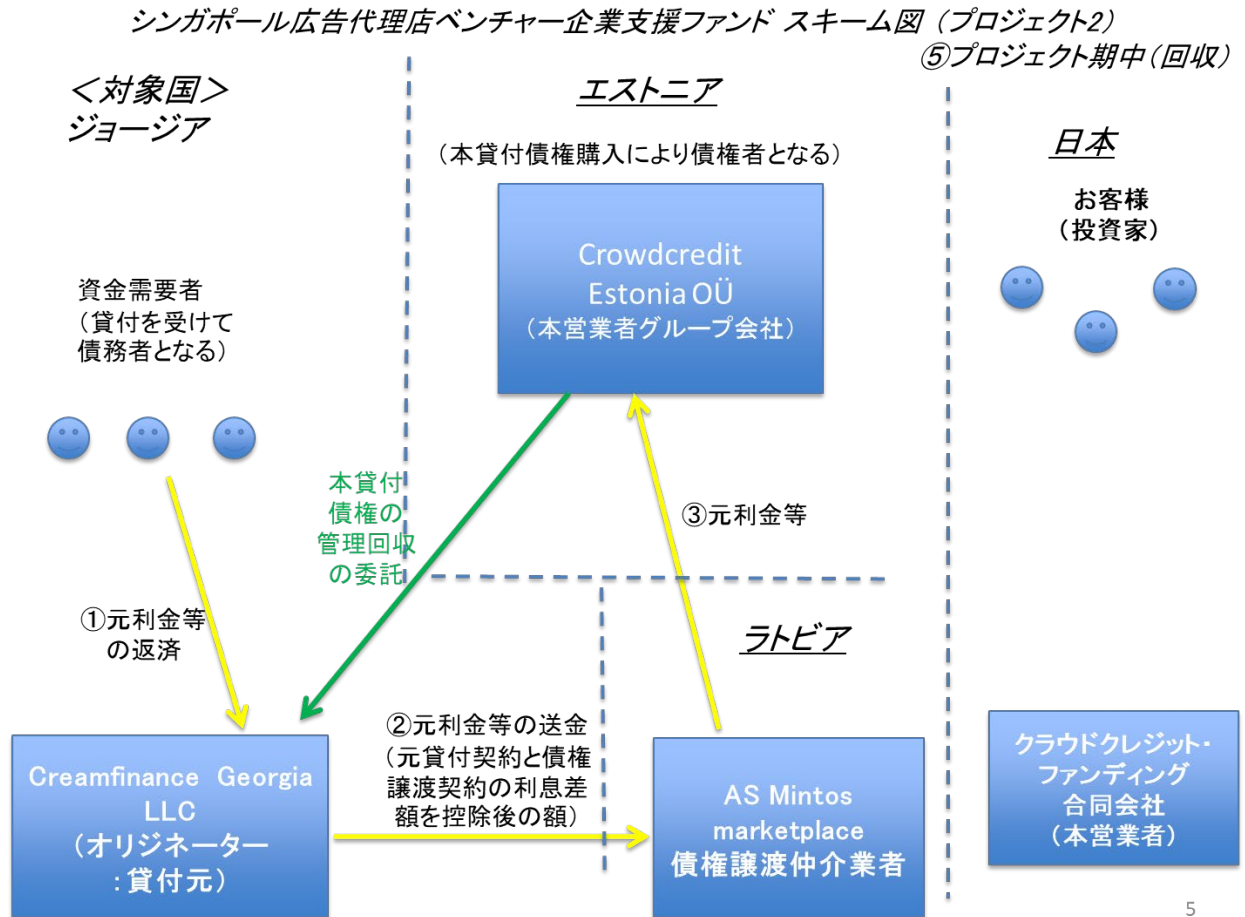 シンガポール広告代理店ベンチャー企業支援ファンド スキーム図（プロジェクト2）
⑤プロジェクト期中（回収）
＜対象国＞
ジョージア
資金需要者
（貸付を受けて
債務者となる）
①元利金等
の返済
Creamfinance Georgia
LLC
（オリジネーター
：貸付元）
本貸付
債権の
管理回収
の委託
②元利金等の送金
（元貸付契約と債権
譲渡契約の利息差
額を控除後の額）
エストニア
（本貸付債権購入により債権者となる）
Crowdcredit
Estonia OÜ
（本営業者グループ会社）
③元利金等
ラトビア
AS Mintos
marketplace
債権譲渡仲介業者
日本
お客様
（投資家）
クラウドクレジット・
ファンディング
合同会社
（本営業者）
5